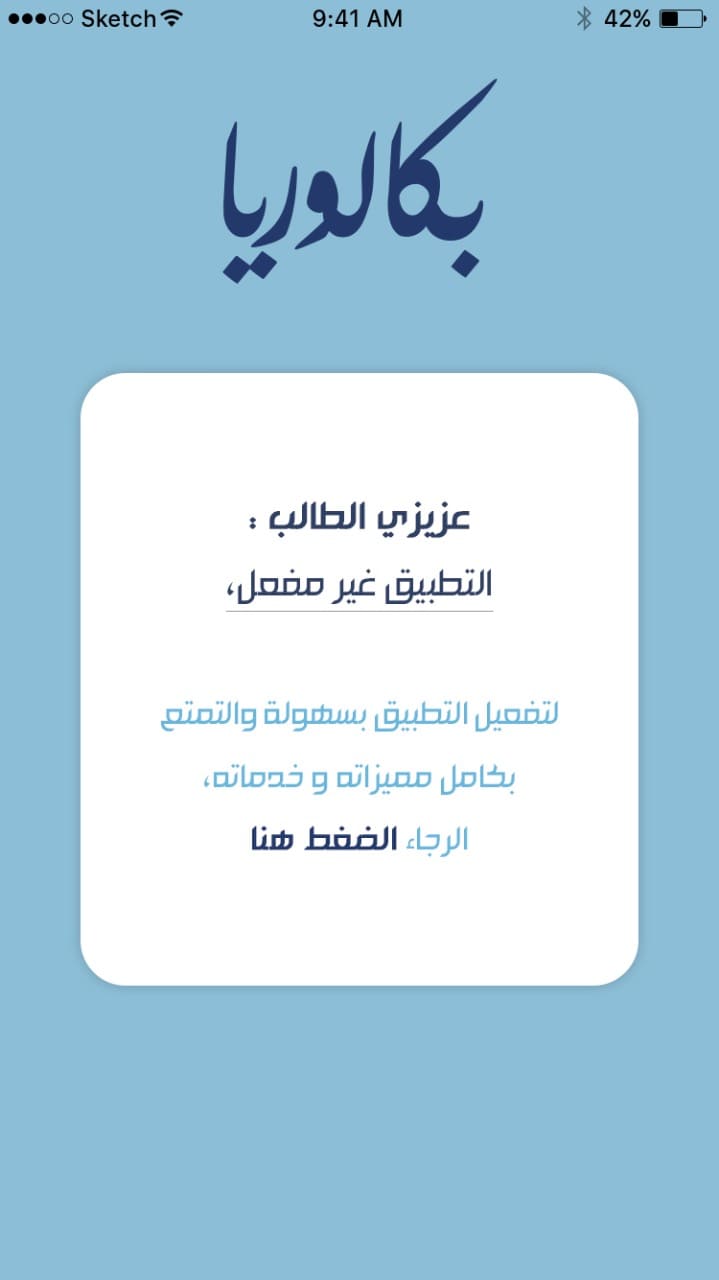 Sketch 9:41 AM 42%
بكالوريا
عزيزي الطالب :
التطبيق غير مفعل،
لتفعيل التطبيق بسهولة والتمتع
بكامل مميزاته و خدماته،
الرجاء الضغط هنا